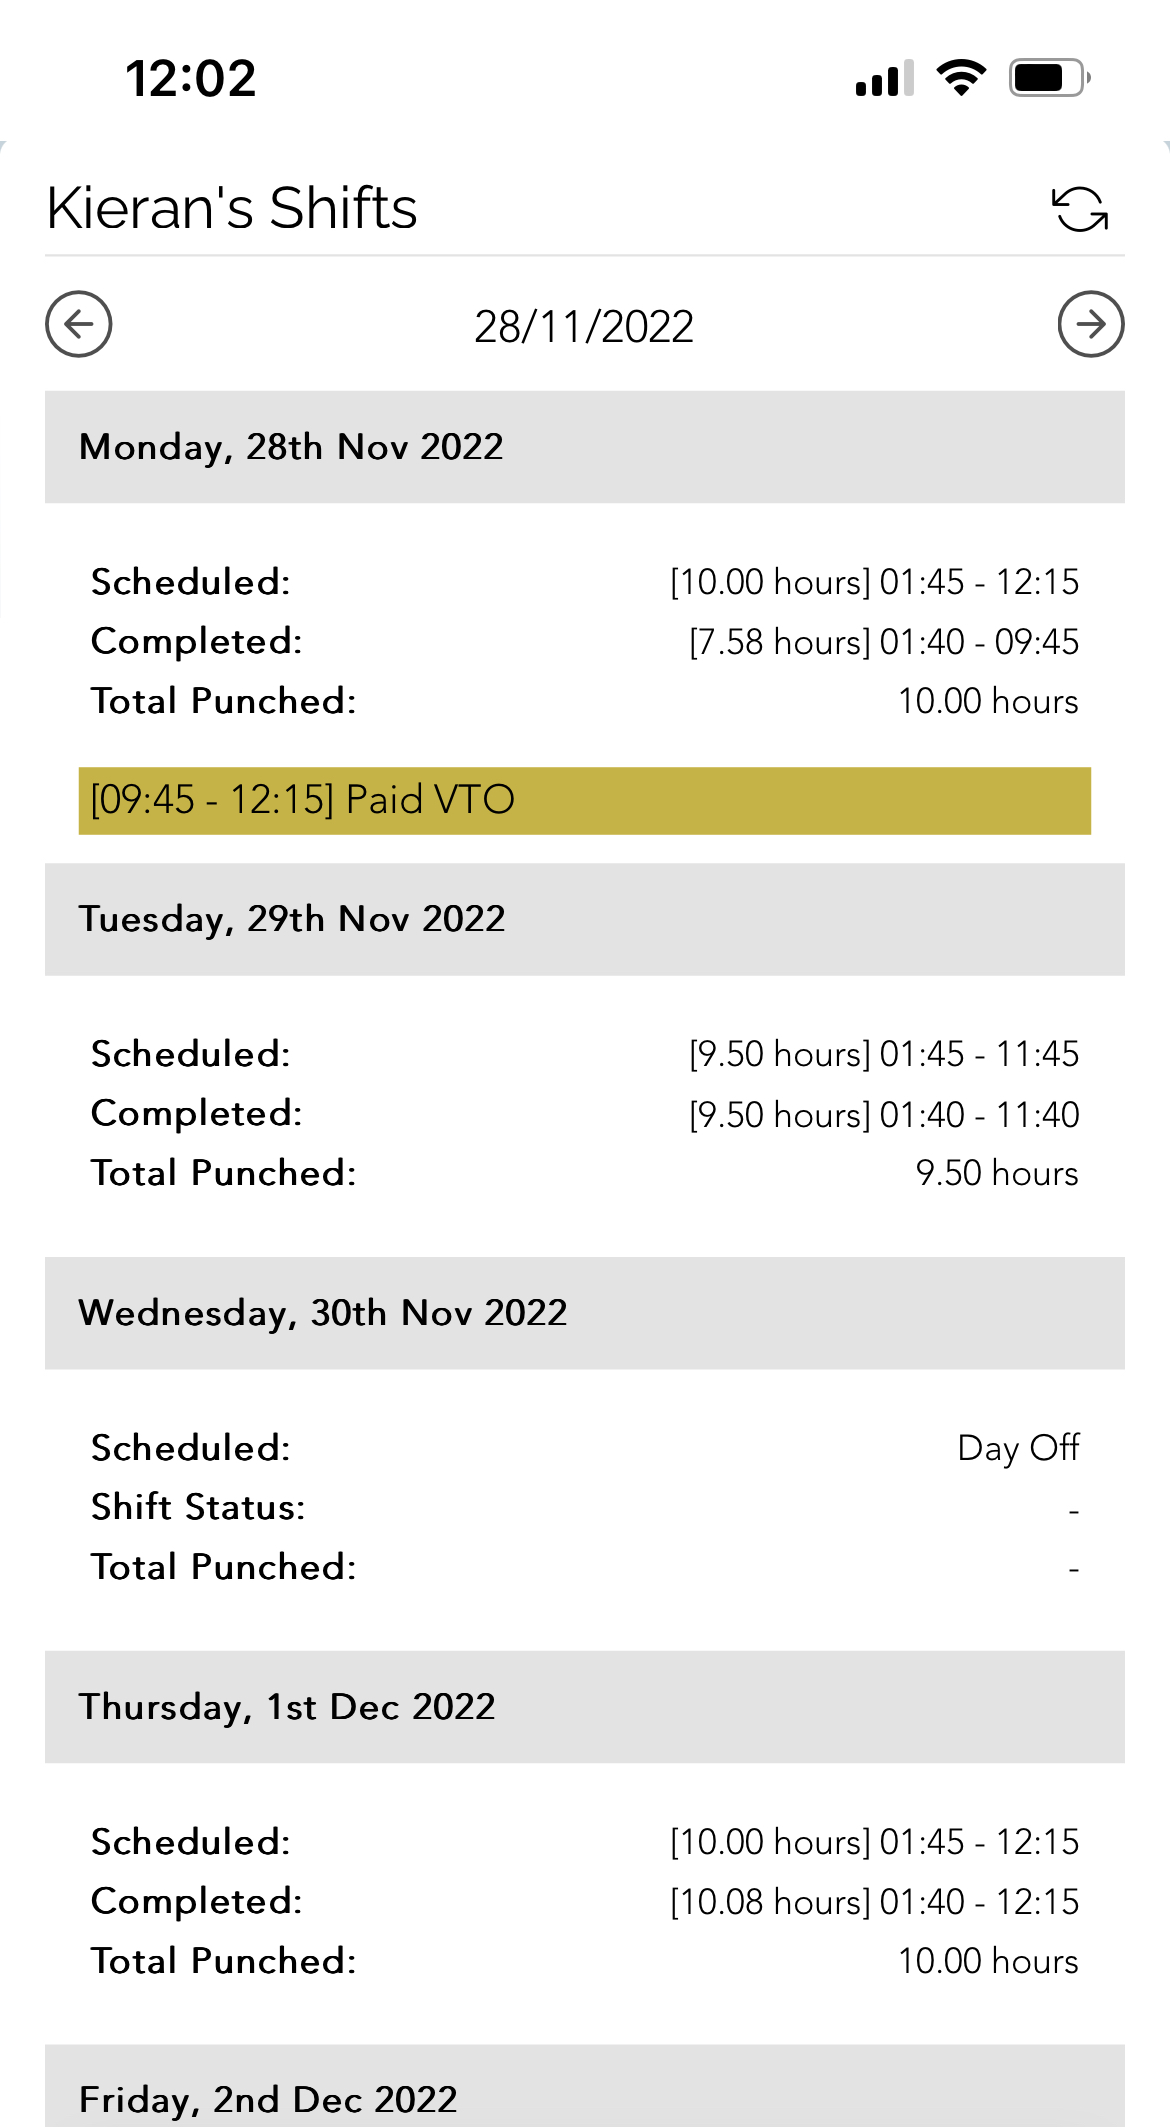 12:02
Kieran's Shifts
28/11/2022
Monday, 28th Nov 2022
Scheduled: [10.00 hours] 01:45 - 12:15
Completed: [7.58 hours] 01:40 - 09:45
Total Punched: 10.00 hours
[09:45 - 12:15] Paid VTO
Tuesday, 29th Nov 2022
Scheduled: [9.50 hours] 01:45 - 11:45
Completed: [9.50 hours] 01:40 - 11:40
Total Punched: 9.50 hours
Wednesday, 30th Nov 2022
Scheduled: Day Off
Shift Status: -
Total Punched: -
Thursday, 1st Dec 2022
Scheduled: [10.00 hours] 01:45 - 12:15
Completed: [10.08 hours] 01:40 - 12:15
Total Punched: 10.00 hours
Friday, 2nd Dec 2022